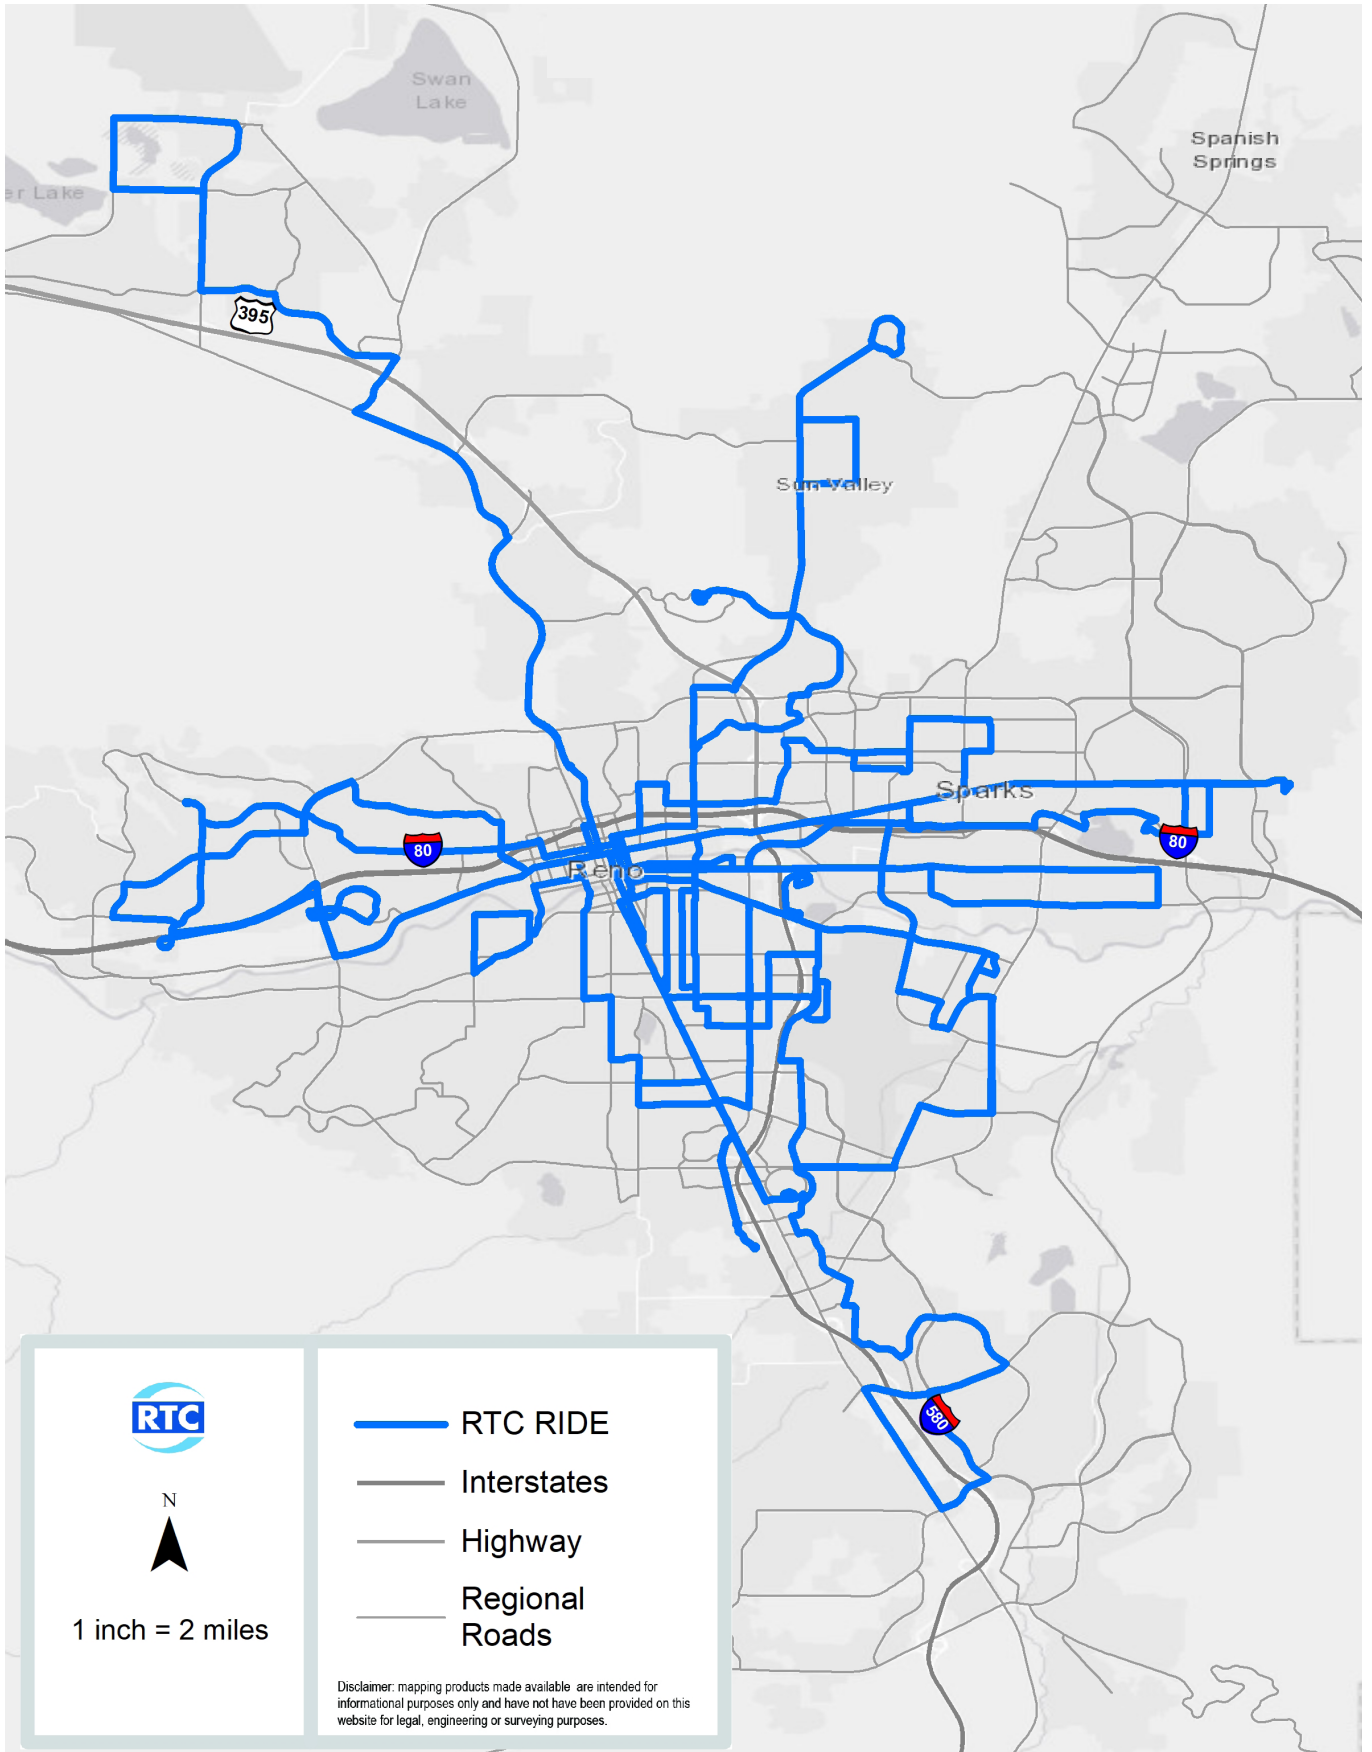 Swan
Lake
Spanish
Springs
er Lake
395
Sun Valley
Sparks
80
80
Reno
580
RTC
N
1 inch = 2 miles
RTC RIDE
Interstates
Highway
Regional
Roads
Disclaimer: mapping products made available are intended for
informational purposes only and have not have been provided on this
website for legal, engineering or surveying purposes.